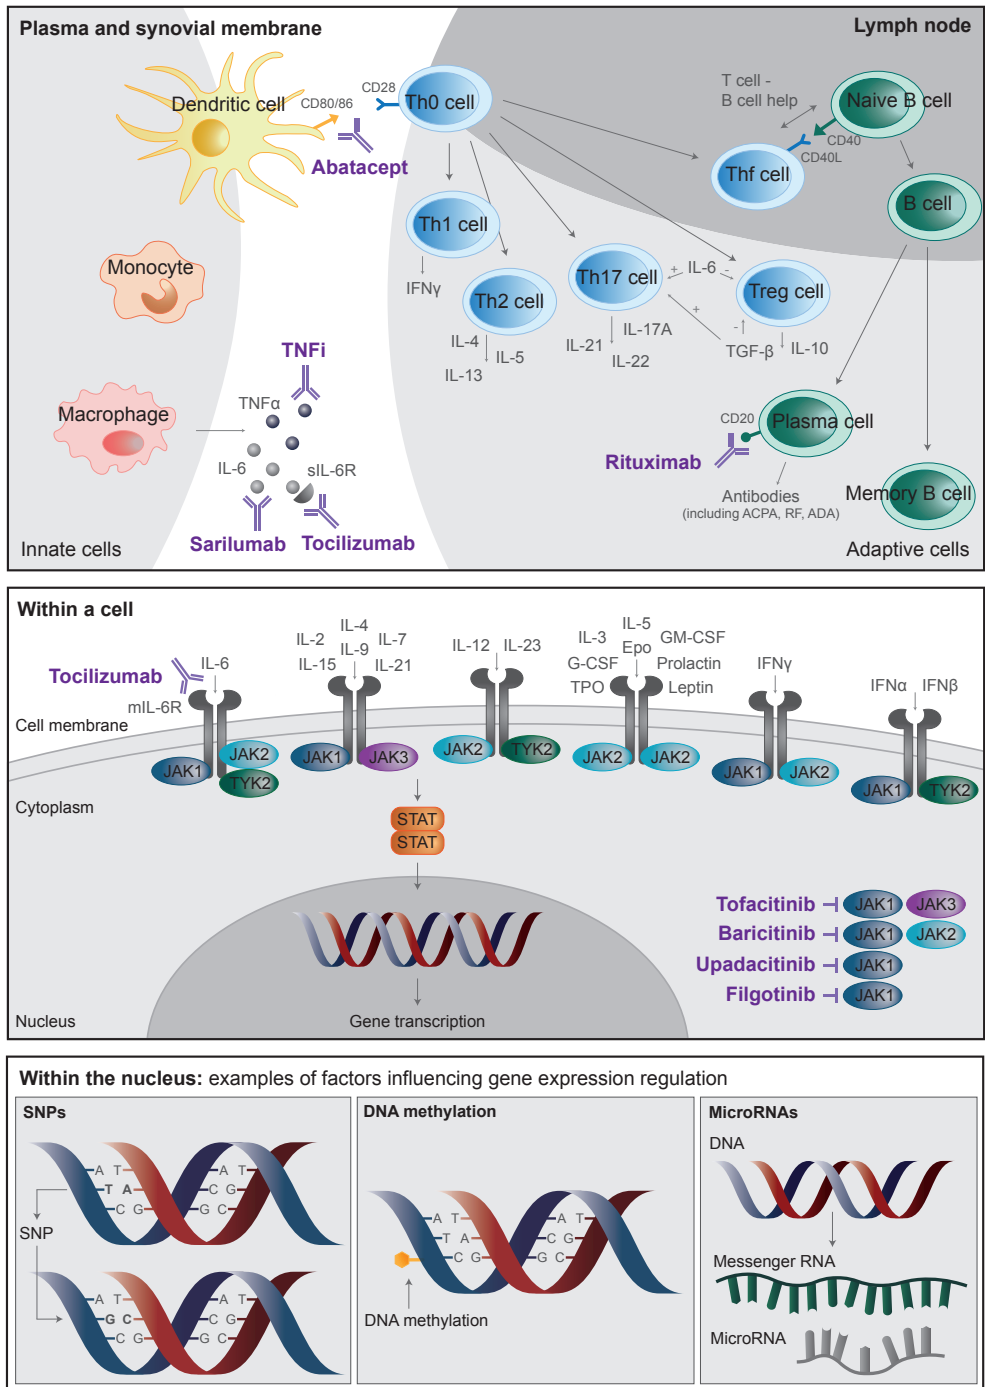 Plasma and synovial membrane
Lymph node
Dendritic cell
CD80/86
CD28
Th0 cell
Abatacept
T cell -
B cell help
Naive B cell
CD40
CD40L
Thf cell
B cell
Th1 cell
IFNγ
Monocyte
Th2 cell
Th17 cell
+ IL-6 -
Treg cell
+
-
IL-4
IL-5
IL-13
IL-17A
IL-21
IL-22
TGF-β
IL-10
TNFi
TNFα
Macrophage
IL-6
sIL-6R
Sarilumab
Tocilizumab
CD20
Plasma cell
Rituximab
Antibodies
(including ACPA, RF, ADA)
Memory B cell
Innate cells
Adaptive cells
Within a cell
Tocilizumab
IL-6
mIL-6R
IL-2
IL-4
IL-7
IL-9
IL-15
IL-21
IL-12
IL-23
IL-3
IL-5
Epo
GM-CSF
G-CSF
Prolactin
TPO
Leptin
IFNγ
IFNα
IFNβ
Cell membrane
JAK1
JAK2
TYK2
JAK1
JAK3
JAK2
TYK2
JAK2
JAK2
JAK1
JAK2
JAK1
TYK2
Cytoplasm
STAT
STAT
Tofacitinib
JAK1
JAK3
Baricitinib
JAK1
JAK2
Upadacitinib
JAK1
Filgotinib
JAK1
Nucleus
Gene transcription
Within the nucleus: examples of factors influencing gene expression regulation
SNPs
A T
A T
T A
C G
C G
G C
SNP
A T
A T
G C
C G
C G
G C
DNA methylation
A T
A T
T A
C G
C G
G C
DNA methylation
MicroRNAs
DNA
Messenger RNA
MicroRNA